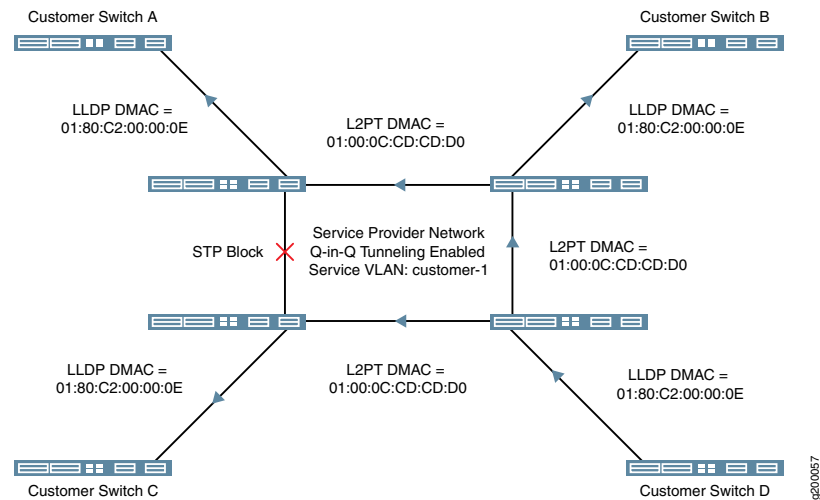 Customer Switch A
Customer Switch B
LLDP DMAC =
01:80:C2:00:00:0E
L2PT DMAC =
01:00:0C:CD:CD:D0
LLDP DMAC =
01:80:C2:00:00:0E
STP Block
Service Provider Network
Q-in-Q Tunneling Enabled
Service VLAN: customer-1
L2PT DMAC =
01:00:0C:CD:CD:D0
LLDP DMAC =
01:80:C2:00:00:0E
L2PT DMAC =
01:00:0C:CD:CD:D0
LLDP DMAC =
01:80:C2:00:00:0E
Customer Switch C
Customer Switch D
g200057